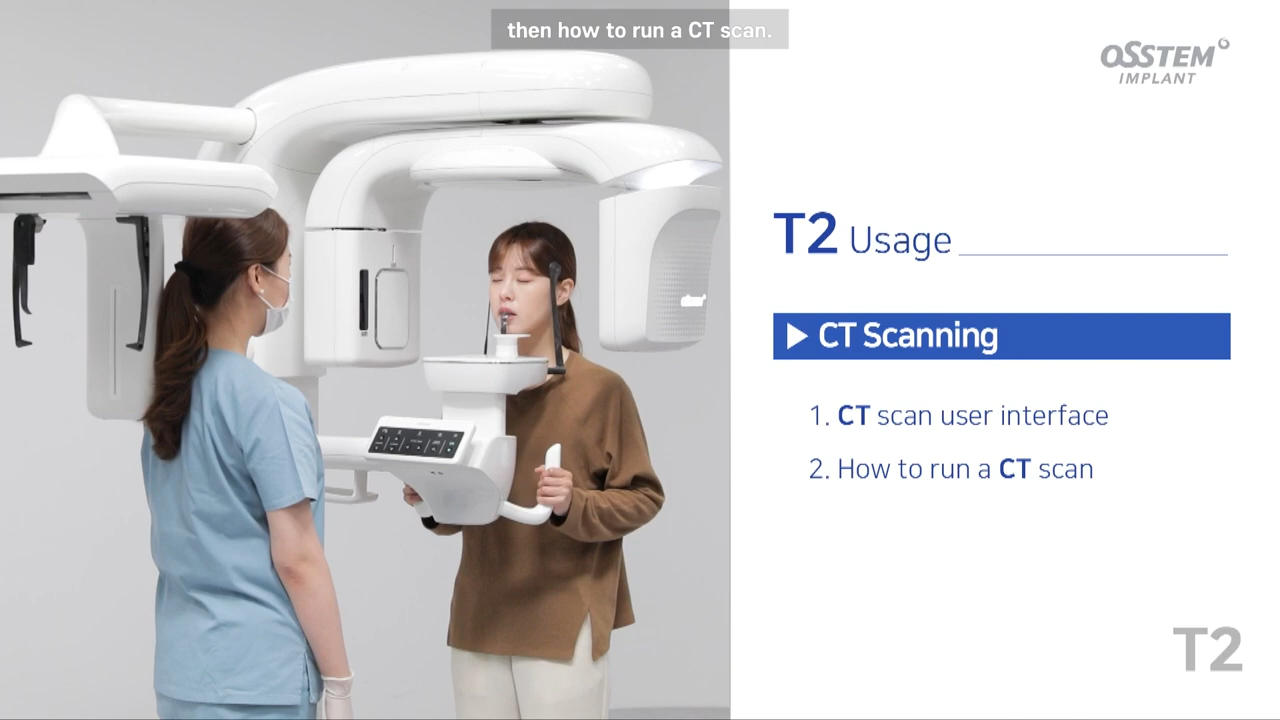 then how to run a CT scan.
OSSTEM
IMPLANT
T2 Usage
CT Scanning
1. CT scan user interface
2. How to run a CT scan
T2